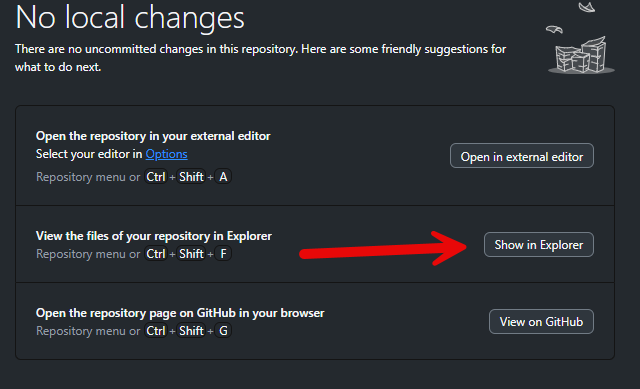 No local changes
There are no uncommitted changes in this repository. Here are some friendly suggestions for
what to do next.
Open the repository in your external editor
Select your editor in Options
Repository menu or Ctrl + Shift + A
Open in external editor
View the files of your repository in Explorer
Repository menu or Ctrl + Shift + F
Show in Explorer
Open the repository page on GitHub in your browser
Repository menu or Ctrl + Shift + G
View on GitHub